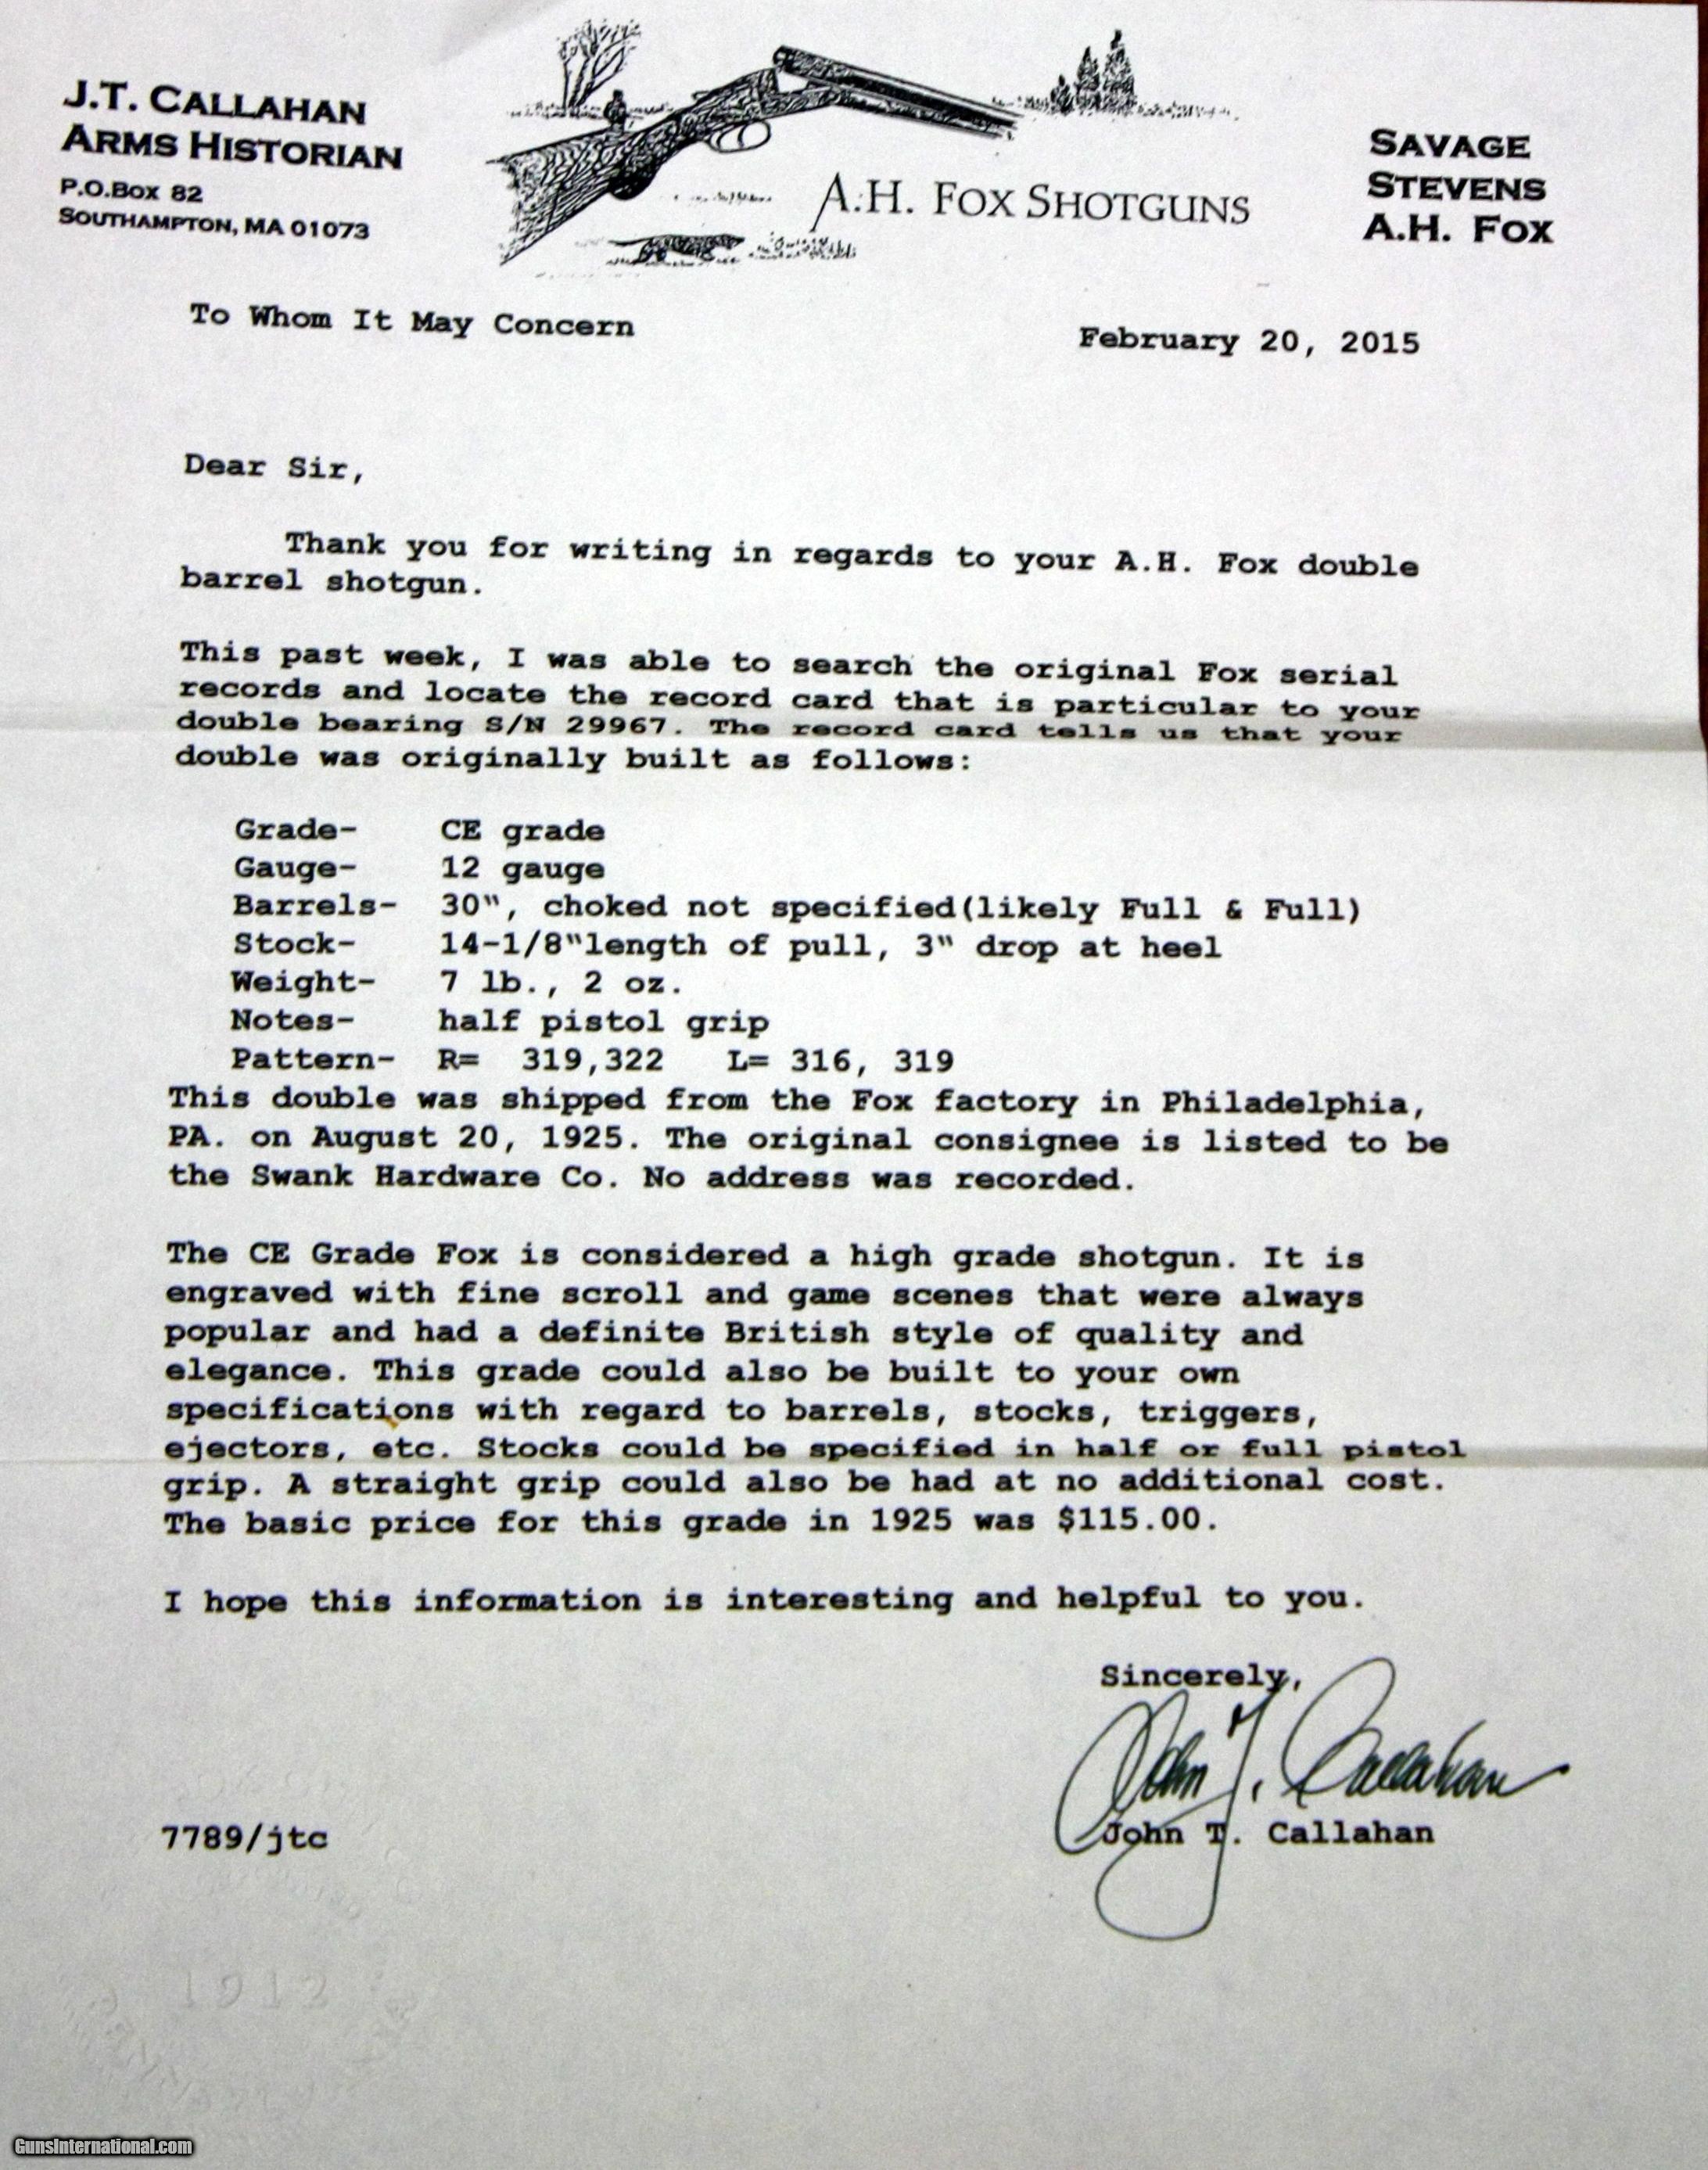 J.T. CALLAHAN
ARMS HISTORIAN
P.O.BOX 82
SOUTHAMPTON, MA 01073
A.H. FOX SHOTGUNS
SAVAGE
STEVENS
A.H. FOX
To Whom It May Concern
February 20, 2015
Dear Sir,
Thank you for writing in regards to your A.H. Fox double
barrel shotgun.
This past week, I was able to search the original Fox serial
records and locate the record card that is particular to your
double bearing S/N 29967. The record card tells us that your
double was originally built as follows:
Grade- CE grade
Gauge- 12 gauge
Barrels- 30", choked not specified(likely Full & Full)
Stock- 14-1/8"length of pull, 3" drop at heel
Weight- 7 lb., 2 oz.
Notes- half pistol grip
Pattern- R= 319,322 L= 316, 319
This double was shipped from the Fox factory in Philadelphia,
PA. on August 20, 1925. The original consignee is listed to be
the Swank Hardware Co. No address was recorded.
The CE Grade Fox is considered a high grade shotgun. It is
engraved with fine scroll and game scenes that were always
popular and had a definite British style of quality and
elegance. This grade could also be built to your own
specifications with regard to barrels, stocks, triggers,
ejectors, etc. Stocks could be specified in half or full pistol
grip. A straight grip could also be had at no additional cost.
The basic price for this grade in 1925 was $115.00.
I hope this information is interesting and helpful to you.
Sincerely,
John T. Callahan
John T. Callahan
7789/jtc
1912
GunsInternational.com